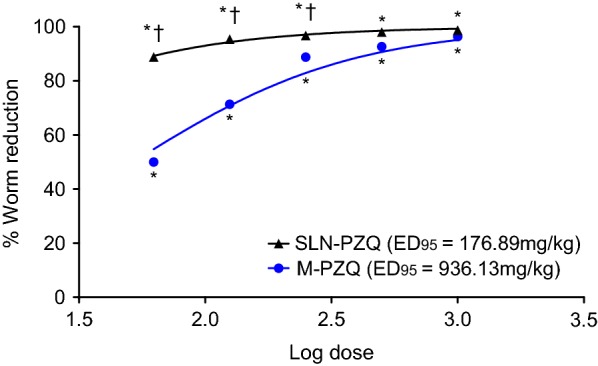 *† *† *† * *
100
80
60
40
20
0
* * * * *
% Worm reduction
SLN-PZQ (ED95 = 176.89mg/kg)
M-PZQ (ED95 = 936.13mg/kg)
1.5 2.0 2.5 3.0 3.5
Log dose